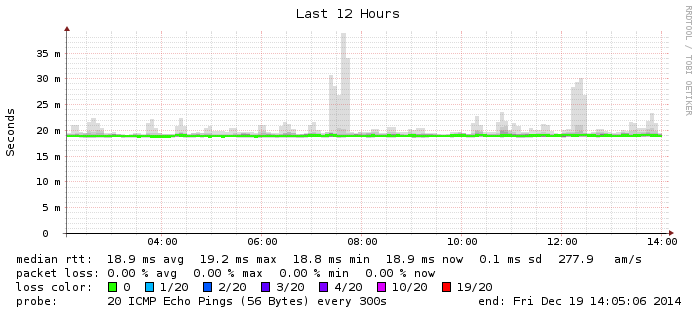 Last 12 Hours
RRDTOOL / TOBI OETIKER
Seconds
35 m
30 m
25 m
20 m
15 m
10 m
5 m
0
04:00 06:00 08:00 10:00 12:00 14:00
median rtt: 18.9 ms avg 19.2 ms max 18.8 ms min 18.9 ms now 0.1 ms sd 277.9 am/s
packet loss: 0.00 % avg 0.00 % max 0.00 % min 0.00 % now
loss color: 0 1/20 2/20 3/20 4/20 10/20 19/20
probe: 20 ICMP Echo Pings (56 Bytes) every 300s end: Fri Dec 19 14:05:06 2014